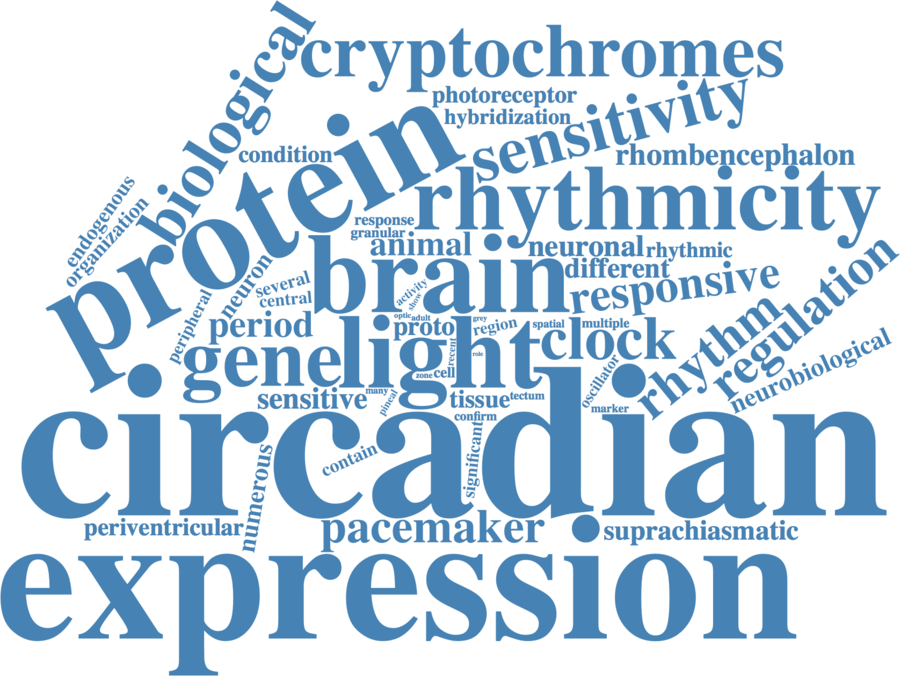 cryptochromes
biological
photoreceptor
hybridization
sensitivity
protein
condition
rhombencephalon
rhythmicity
endogenous
organization
response
granular
animal
neuronal
rhythmic
brain
different
neuron
several
central
activity
show
responsive
regulation
peripheral
period
optic
adult
proto
grey
region
spatial
multiple
clock
rhythm
gene
light
recent
role
zone
cell
neurobiological
oscillator
sensitive
many
pineal
tissue
tectum
marker
confirm
circadian
contain
significant
numerous
periventricular
pacemaker
suprachiasmatic
expression